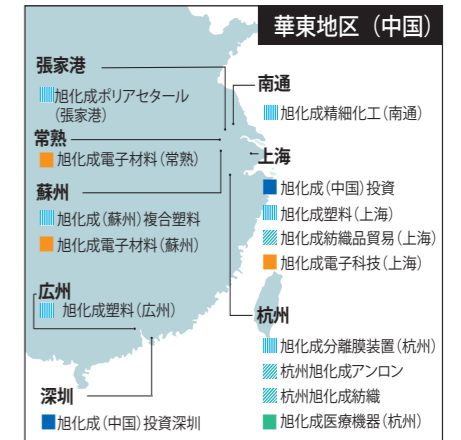 華東地区（中国）
張家港
旭化成ポリアセタール
（張家港）
常熟
旭化成電子材料（常熟）
蘇州
旭化成（蘇州）複合塑料
旭化成電子材料（蘇州）
広州
旭化成塑料（広州）
深圳
旭化成（中国）投資深圳
南通
旭化成精細化工（南通）
上海
旭化成（中国）投資
旭化成塑料（上海）
旭化成紡織品貿易（上海）
旭化成電子科技（上海）
杭州
旭化成分離膜装置（杭州）
杭州旭化成アンロン
杭州旭化成紡織
旭化成医療機器（杭州）